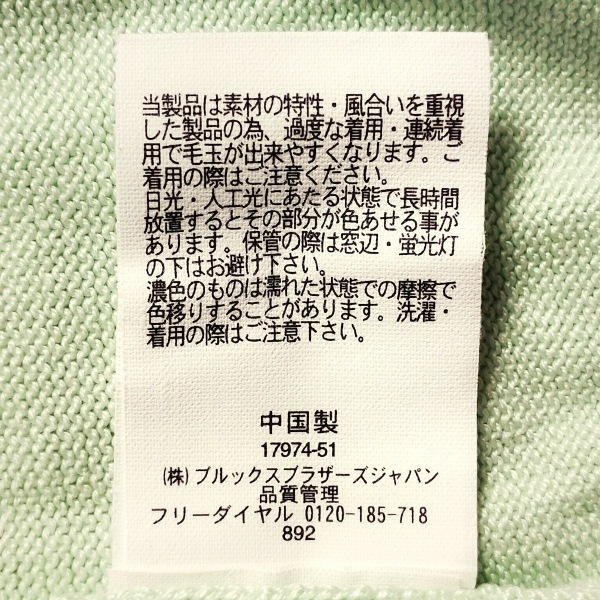 当製品は素材の特性・風合いを重視
した製品の為、過度な着用・連続着
用で毛玉が出来やすくなります。ご
着用の際はご注意ください。
日光・人工光にあたる状態で長時間
放置するとその部分が色あせる事が
あります。保管の際は窓辺・蛍光灯
の下はお避け下さい。
濃色のものは濡れた状態での摩擦で
色移りすることがあります。洗濯・
着用の際はご注意下さい。
中国製
17974-51
(株) ブルックスブラザーズジャパン
品質管理
フリーダイヤル 0120-185-718
892